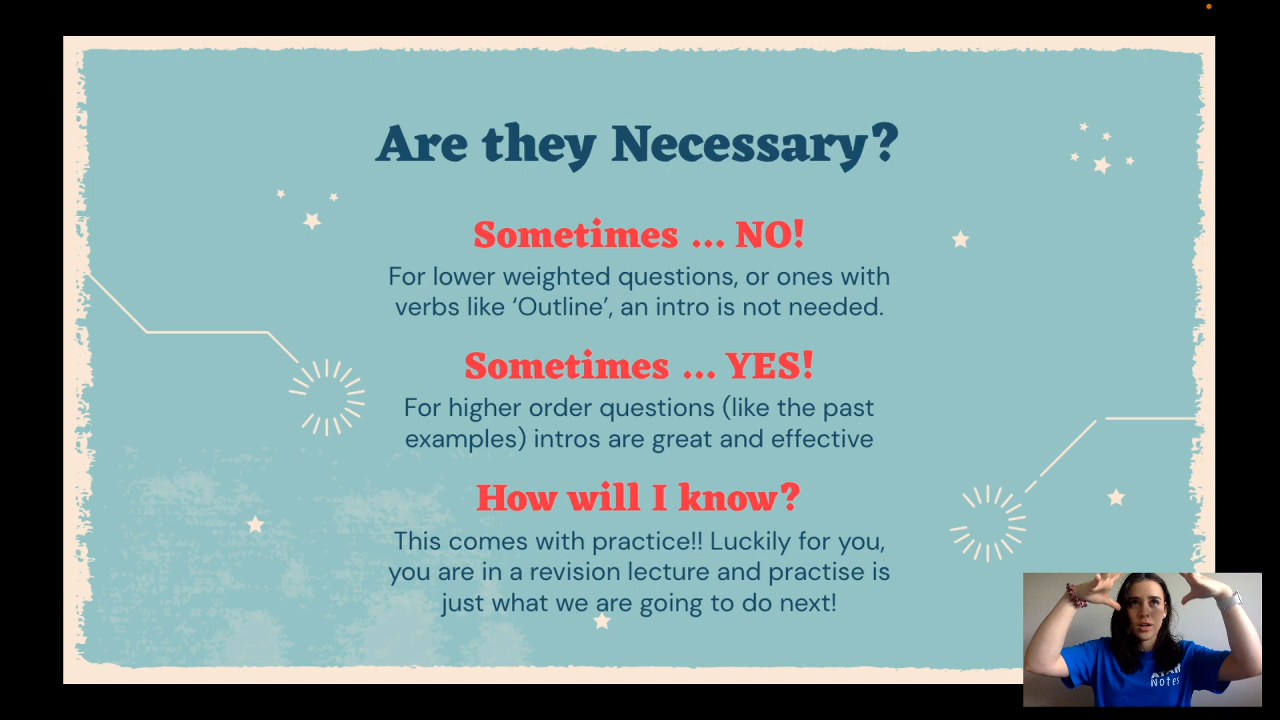 Are they Necessary?
Sometimes ... NO!
For lower weighted questions, or ones with
verbs like ‘Outline’, an intro is not needed.
Sometimes ... YES!
For higher order questions (like the past
examples) intros are great and effective
How will I know?
This comes with practice!! Luckily for you,
you are in a revision lecture and practise is
just what we are going to do next!
ATAR
Notes